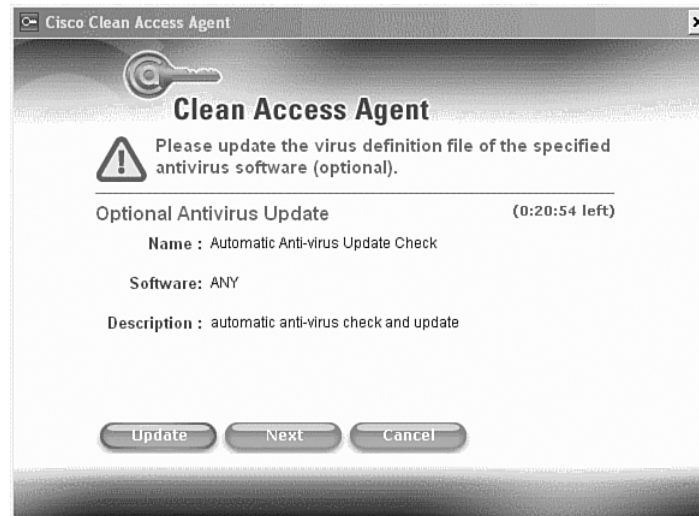 Cisco Clean Access Agent
Clean Access Agent
Please update the virus definition file of the specified
antivirus software (optional).
Optional Antivirus Update (0:20:54 left)
Name : Automatic Anti-virus Update Check
Software: ANY
Description : automatic anti-virus check and update
Update Next Cancel